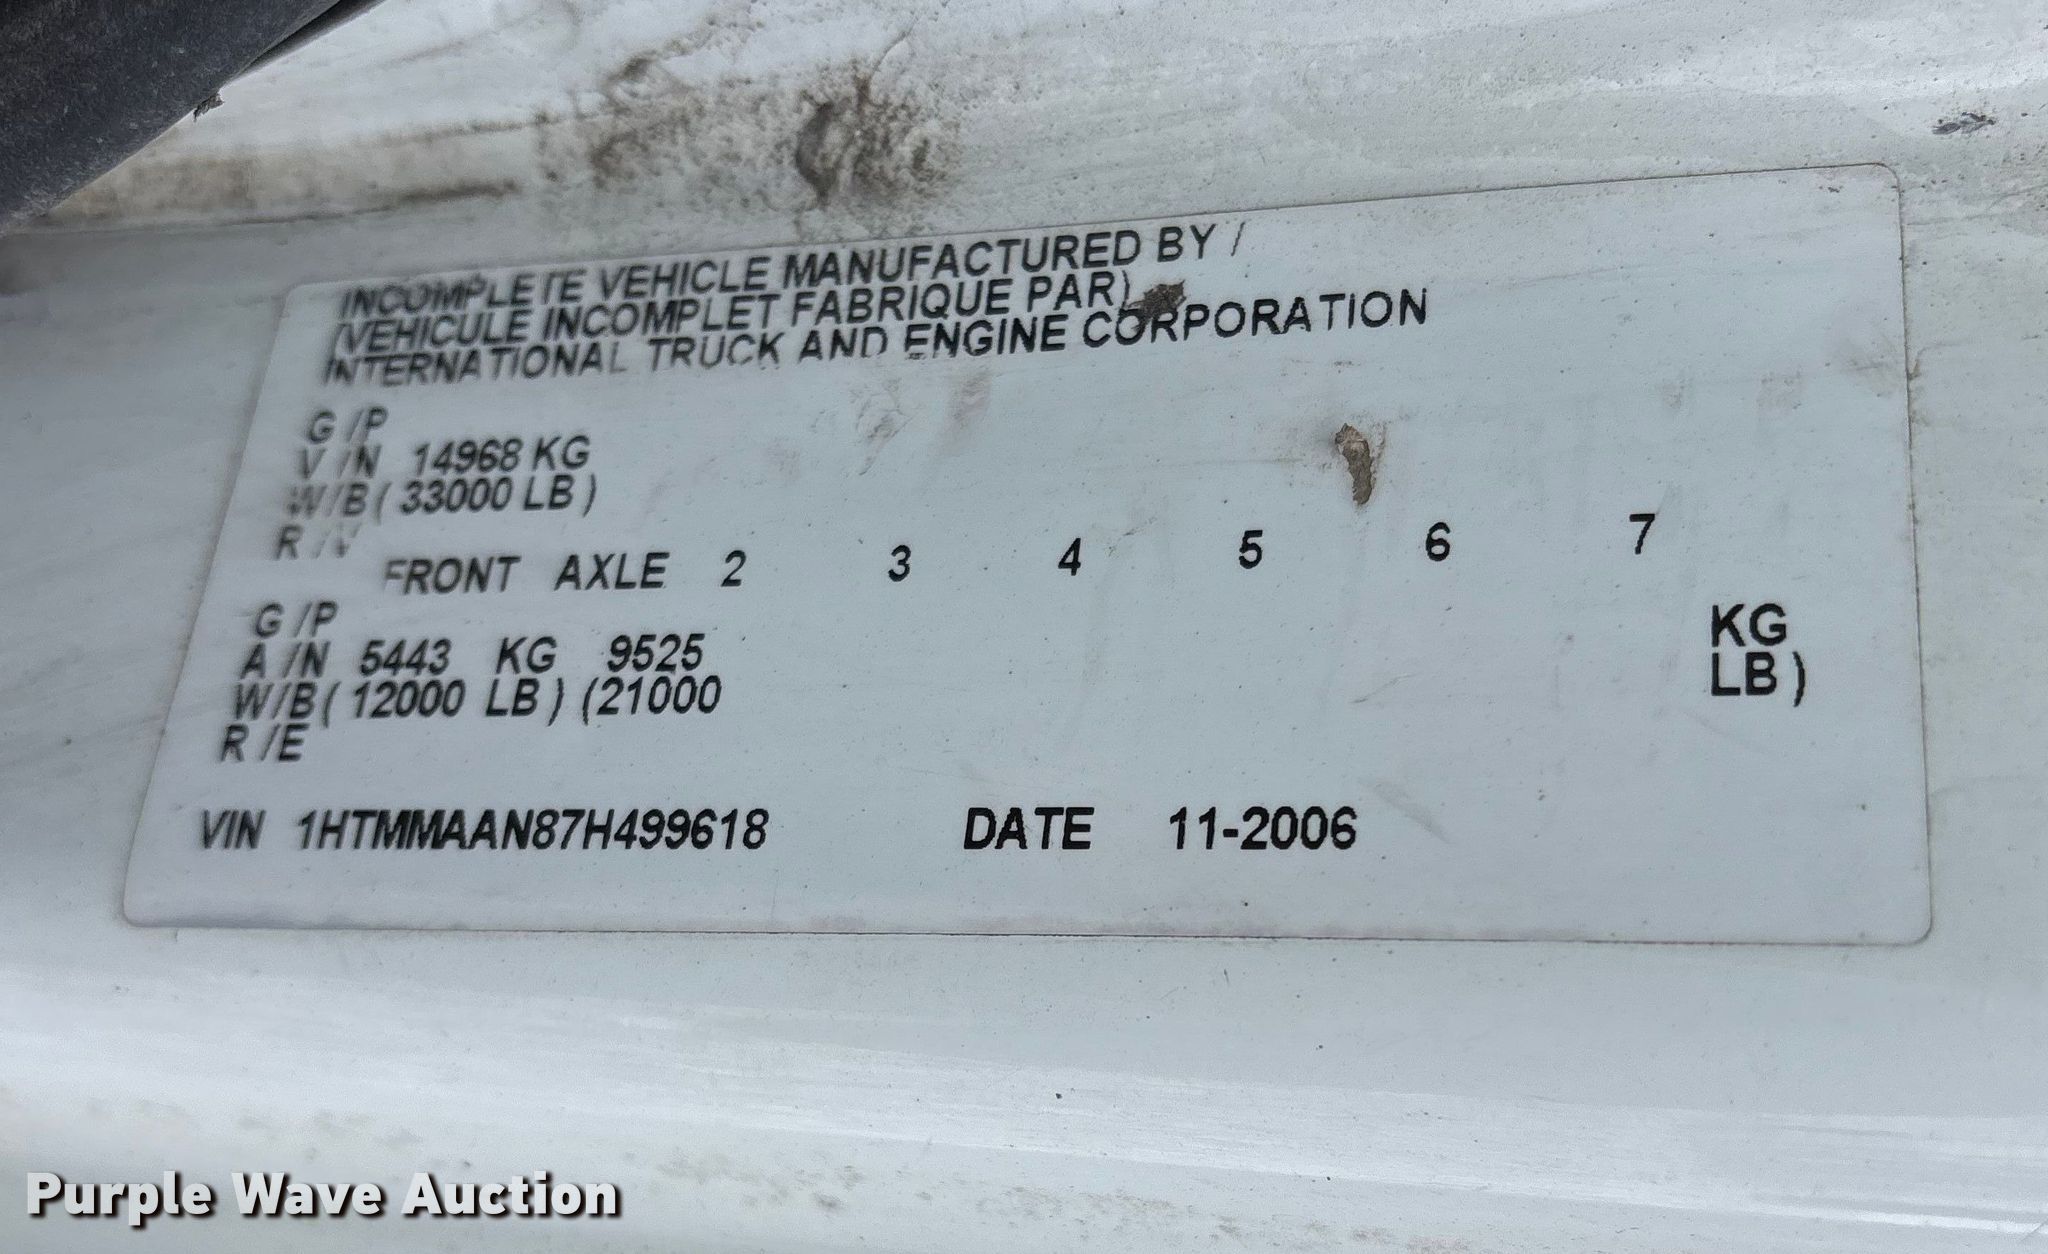 INCOMPLETE VEHICLE MANUFACTURED BY /
(VEHICULE INCOMPLET FABRIQUE PAR)
INTERNATIONAL TRUCK AND ENGINE CORPORATION
G /P
V /N 14968 KG
W/B ( 33000 LB )
R /V
FRONT AXLE 2 3 4 5 6 7
G /P
A /N 5443 KG 9525 KG
W/B ( 12000 LB ) (21000 LB )
R /E
VIN 1HTMMAAN87H499618 DATE 11-2006
Purple Wave Auction